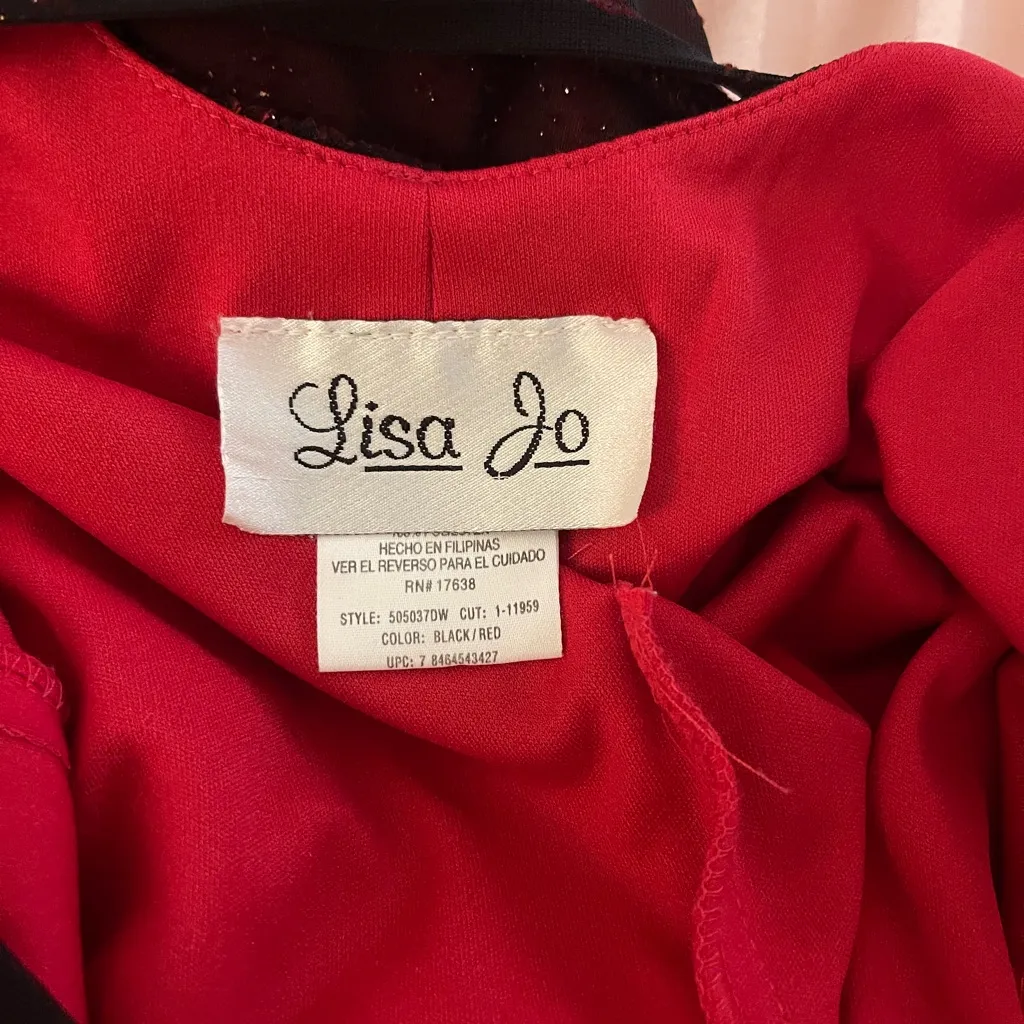 Lisa Jo
HECHO EN FILIPINAS
VER EL REVERSO PARA EL CUIDADO
RN# 17638
STYLE: 505037DW CUT: 1-11959
COLOR: BLACK/RED
UPC: 7 8464543427